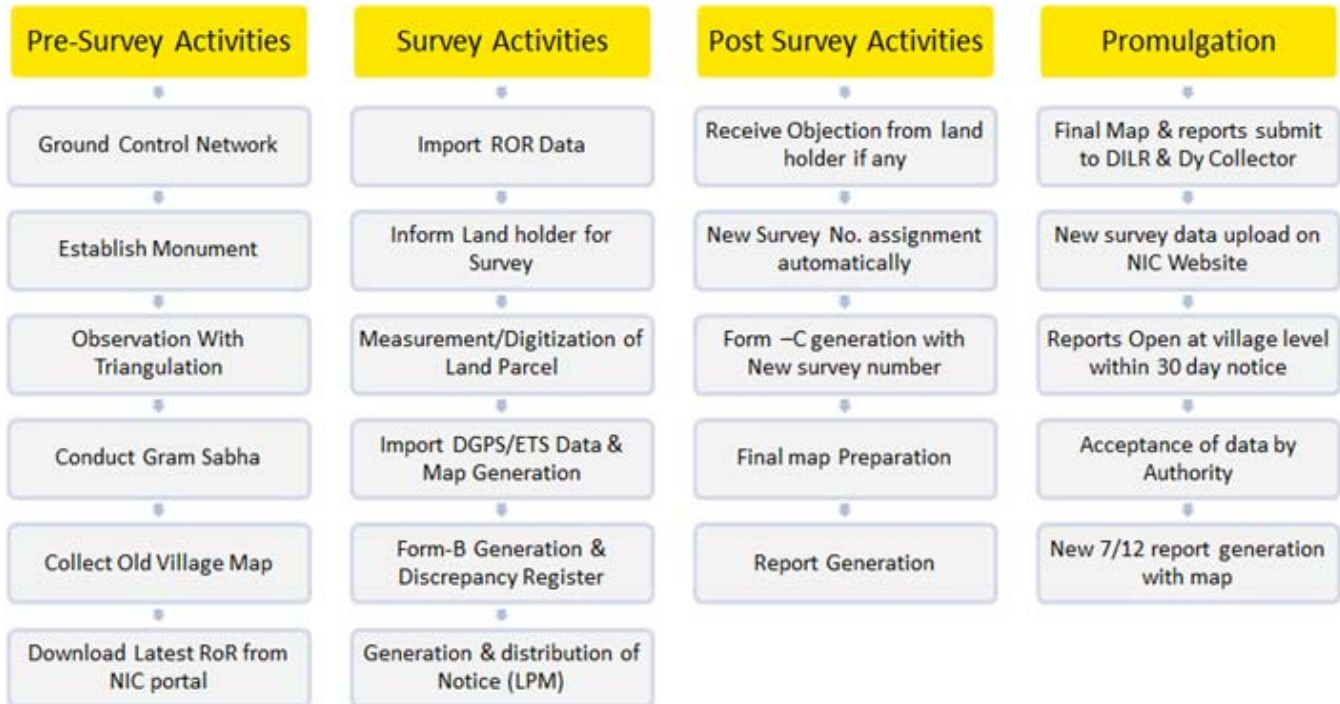 Pre-Survey Activities
Ground Control Network
Establish Monument
Observation With
Triangulation
Conduct Gram Sabha
Collect Old Village Map
Download Latest RoR from
NIC portal
Survey Activities
Import ROR Data
Inform Land holder for
Survey
Measurement/Digitization of
Land Parcel
Import DGPS/ETS Data &
Map Generation
Form-B Generation &
Discrepancy Register
Generation & distribution of
Notice (LPM)
Post Survey Activities
Receive Objection from land
holder if any
New Survey No. assignment
automatically
Form –C generation with
New survey number
Final map Preparation
Report Generation
Promulgation
Final Map & reports submit
to DILR & Dy Collector
New survey data upload on
NIC Website
Reports Open at village level
within 30 day notice
Acceptance of data by
Authority
New 7/12 report generation
with map